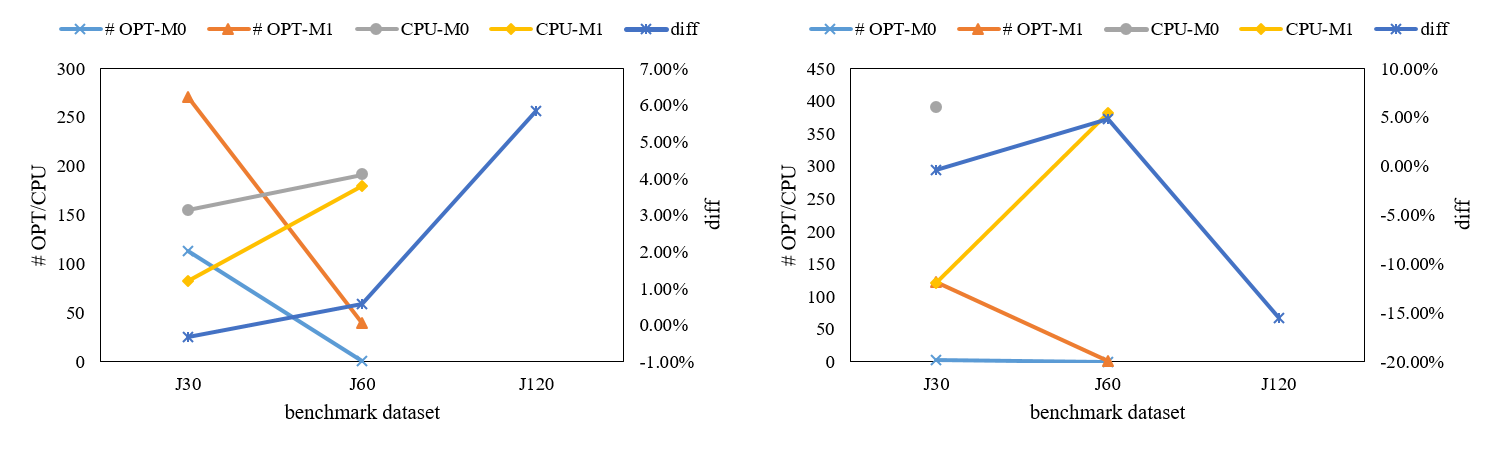 # OPT-M0 # OPT-M1 CPU-M0 CPU-M1 diff
300 7.00%
250 6.00%
5.00%
200 4.00%
150 3.00%
100 2.00%
1.00%
50 0.00%
0 -1.00%
# OPT/CPU
diff
J30 J60 J120
benchmark dataset
# OPT-M0 # OPT-M1 CPU-M0 CPU-M1 diff
450 10.00%
400 5.00%
350
300 0.00%
250 -5.00%
200
150 -10.00%
100 -15.00%
50
0 -20.00%
# OPT/CPU
diff
J30 J60 J120
benchmark dataset